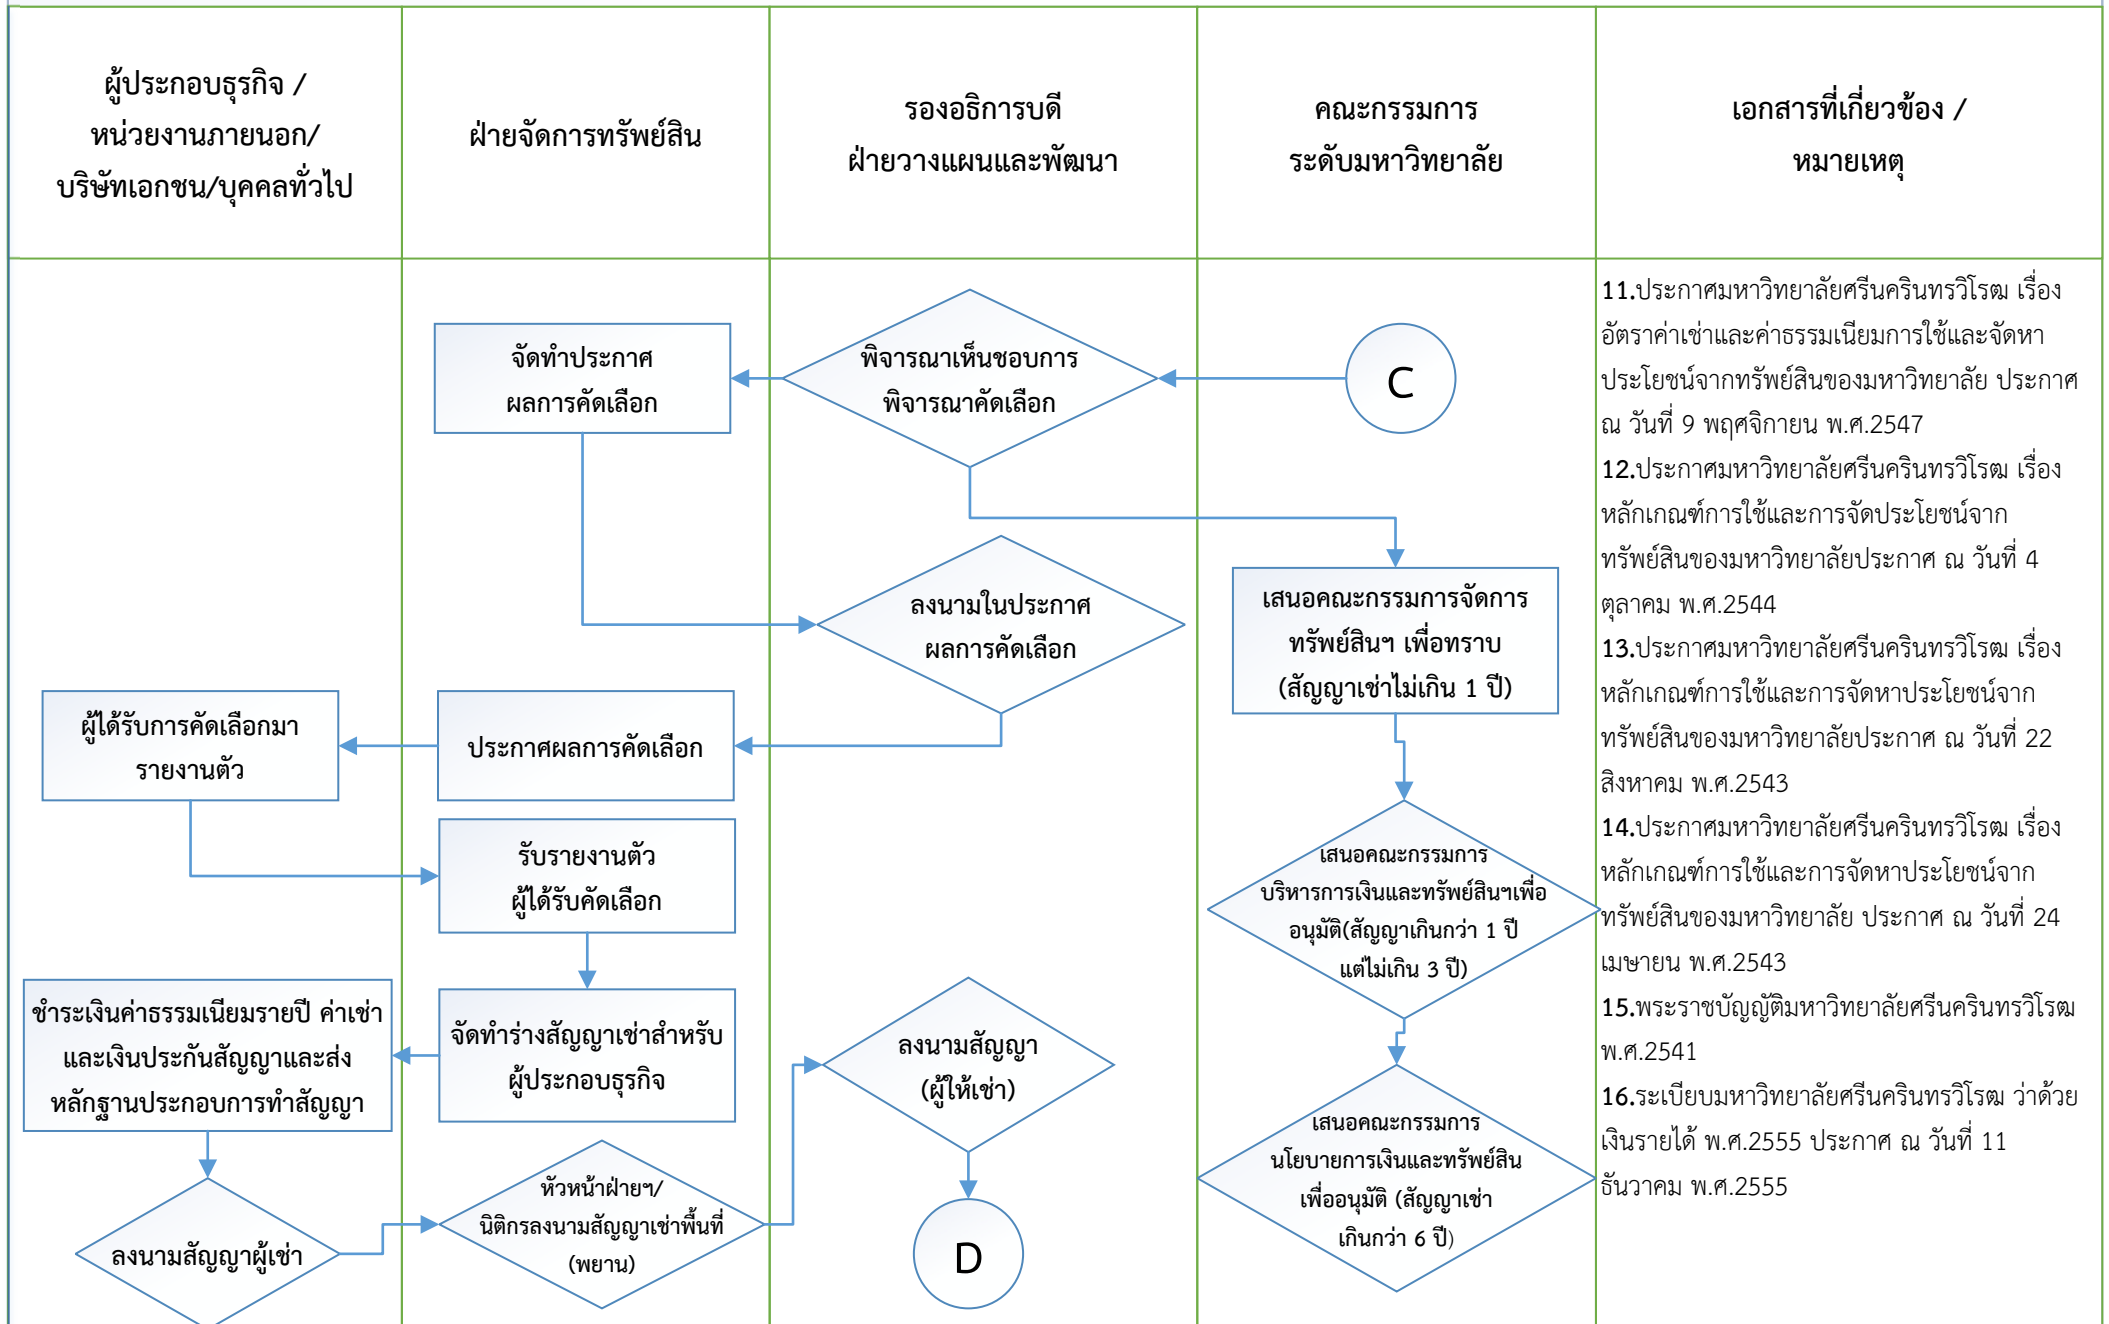 ผู้ประกอบธุรกิจ /
หน่วยงานภายนอก/
บริษัทเอกชน/บุคคลทั่วไป
ฝ่ายจัดการทรัพย์สิน
รองอธิการบดี
ฝ่ายวางแผนและพัฒนา
คณะกรรมการ
ระดับมหาวิทยาลัย
เอกสารที่เกี่ยวข้อง /
หมายเหตุ
C
พิจารณาเห็นชอบการ
พิจารณาคัดเลือก
จัดทำประกาศ
ผลการคัดเลือก
ลงนามในประกาศ
ผลการคัดเลือก
เสนอคณะกรรมการจัดการ
ทรัพย์สินฯ เพื่อทราบ
(สัญญาเช่าไม่เกิน 1 ปี)
ประกาศผลการคัดเลือก
ผู้ได้รับการคัดเลือกมา
รายงานตัว
รับรายงานตัว
ผู้ได้รับคัดเลือก
เสนอคณะกรรมการ
บริหารการเงินและทรัพย์สินฯเพื่อ
อนุมัติ(สัญญาเกินกว่า 1 ปี
แต่ไม่เกิน 3 ปี)
จัดทำร่างสัญญาเช่าสำหรับ
ผู้ประกอบธุรกิจ
ชำระเงินค่าธรรมเนียมรายปี ค่าเช่า
และเงินประกันสัญญาและส่ง
หลักฐานประกอบการทำสัญญา
ลงนามสัญญา
(ผู้ให้เช่า)
เสนอคณะกรรมการ
นโยบายการเงินและทรัพย์สิน
เพื่ออนุมัติ (สัญญาเช่า
เกินกว่า 6 ปี)
ลงนามสัญญาผู้เช่า
หัวหน้าฝ่ายฯ/
นิติกรลงนามสัญญาเช่าพื้นที่
(พยาน)
D
11.ประกาศมหาวิทยาลัยศรีนครินทรวิโรฒ เรื่อง
อัตราค่าเช่าและค่าธรรมเนียมการใช้และจัดหา
ประโยชน์จากทรัพย์สินของมหาวิทยาลัย ประกาศ
ณ วันที่ 9 พฤศจิกายน พ.ศ.2547
12.ประกาศมหาวิทยาลัยศรีนครินทรวิโรฒ เรื่อง
หลักเกณฑ์การใช้และการจัดประโยชน์จาก
ทรัพย์สินของมหาวิทยาลัยประกาศ ณ วันที่ 4
ตุลาคม พ.ศ.2544
13.ประกาศมหาวิทยาลัยศรีนครินทรวิโรฒ เรื่อง
หลักเกณฑ์การใช้และการจัดหาประโยชน์จาก
ทรัพย์สินของมหาวิทยาลัยประกาศ ณ วันที่ 22
สิงหาคม พ.ศ.2543
14.ประกาศมหาวิทยาลัยศรีนครินทรวิโรฒ เรื่อง
หลักเกณฑ์การใช้และการจัดหาประโยชน์จาก
ทรัพย์สินของมหาวิทยาลัย ประกาศ ณ วันที่ 24
เมษายน พ.ศ.2543
15.พระราชบัญญัติมหาวิทยาลัยศรีนครินทรวิโรฒ
พ.ศ.2541
16.ระเบียบมหาวิทยาลัยศรีนครินทรวิโรฒ ว่าด้วย
เงินรายได้ พ.ศ.2555 ประกาศ ณ วันที่ 11
ธันวาคม พ.ศ.2555